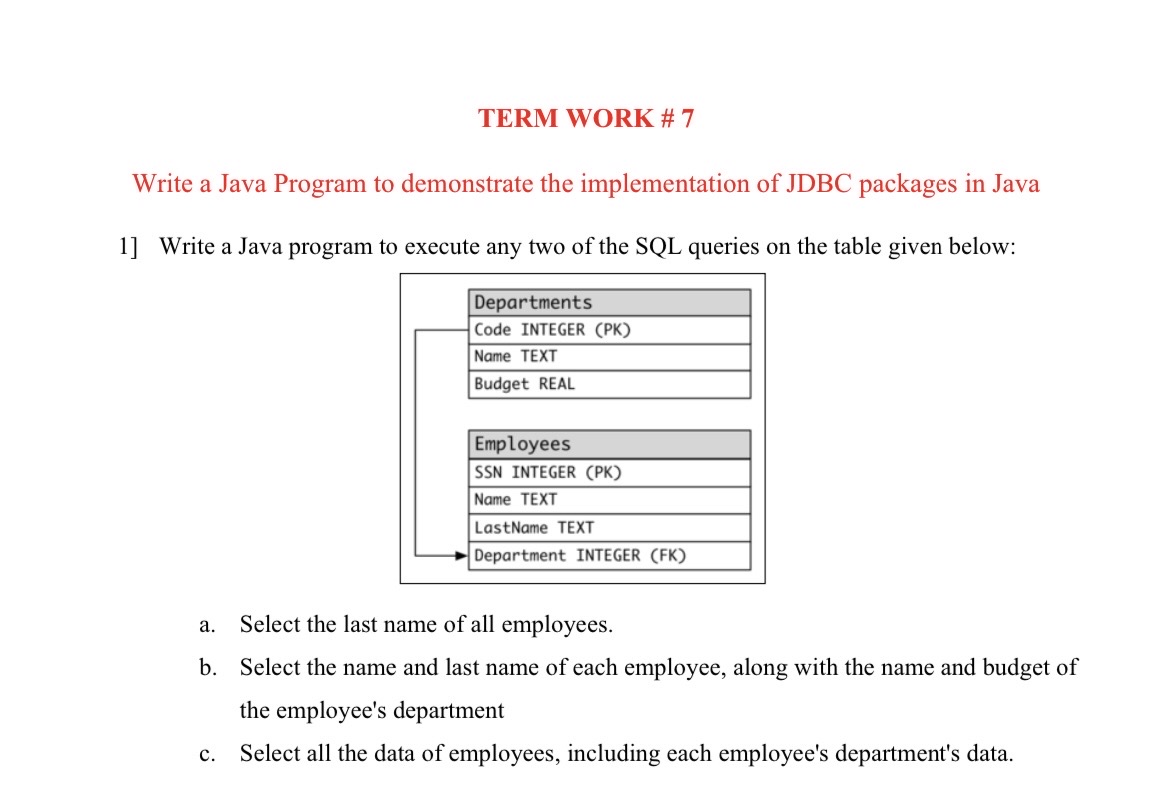 TERM WORK # 7
Write a Java Program to demonstrate the implementation of JDBC packages in Java
1] Write a Java program to execute any two of the SQL queries on the table given below:
Departments
Code INTEGER (PK)
Name TEXT
Budget REAL
Employees
SSN INTEGER (PK)
Name TEXT
LastName TEXT
Department INTEGER (FK)
a. Select the last name of all employees.
b. Select the name and last name of each employee, along with the name and budget of
the employee's department
c. Select all the data of employees, including each employee's department's data.